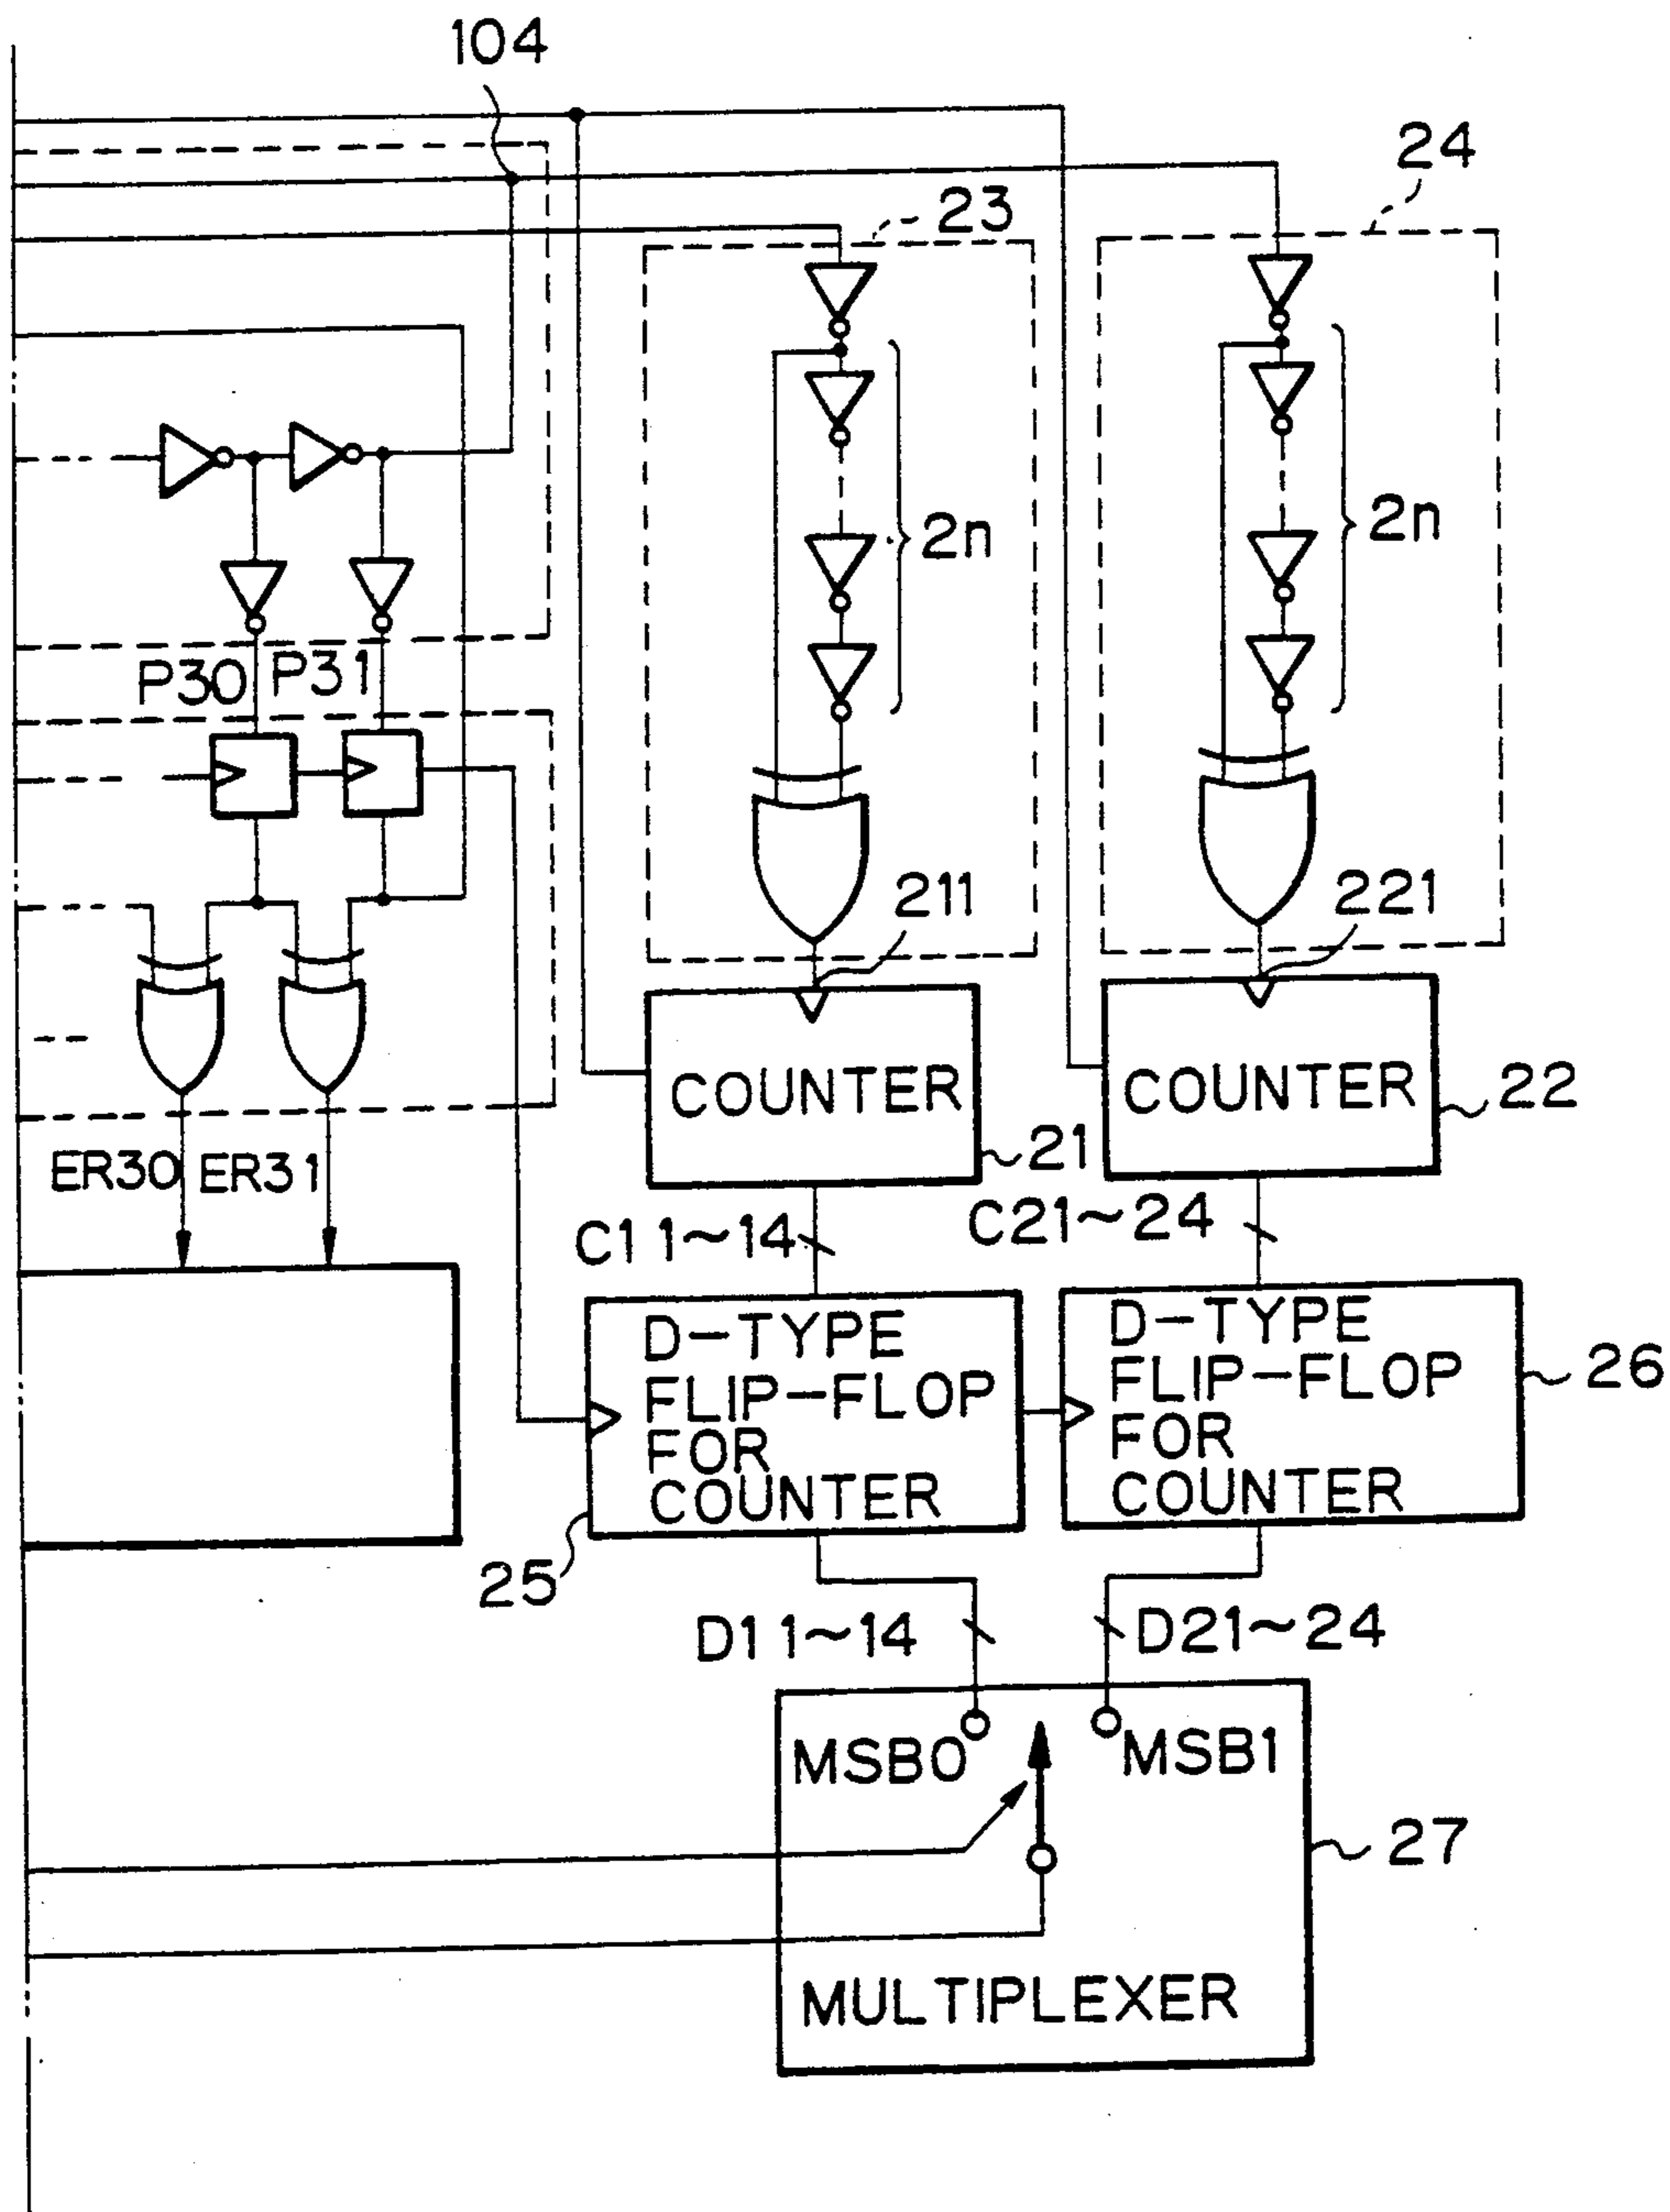 104
24
23
2n
2n
P30
P31
211
221
COUNTER
COUNTER
22
21
ER30
ER31
C11~14
C21~24
D-TYPE
FLIP-FLOP
FOR
COUNTER
D-TYPE
FLIP-FLOP
FOR
COUNTER
26
25
D11~14
D21~24
MSB0
MSB1
27
MULTIPLEXER